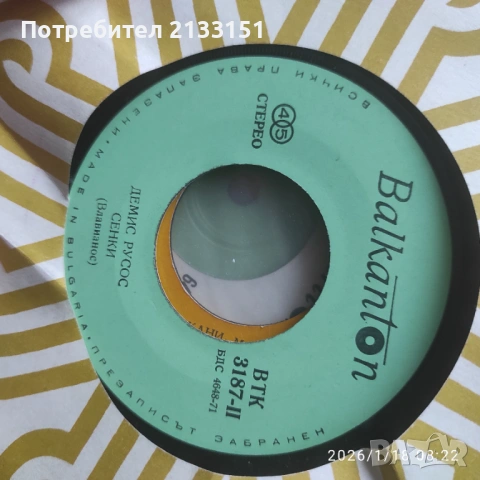 Потребител 2133151
Balkanton
45
СТЕРЕО
ВСИЧКИ ПРАВА ЗАПАЗЕНИ • MADE IN BULGARIA • ПРЕЗАПИСЪТ ЗАБРАНЕН
ДЕМИС РУСОС
СЕНКИ
(Влавианос)
ВТК
3187-II
БДС 4648-71
2026/1/18 08:22